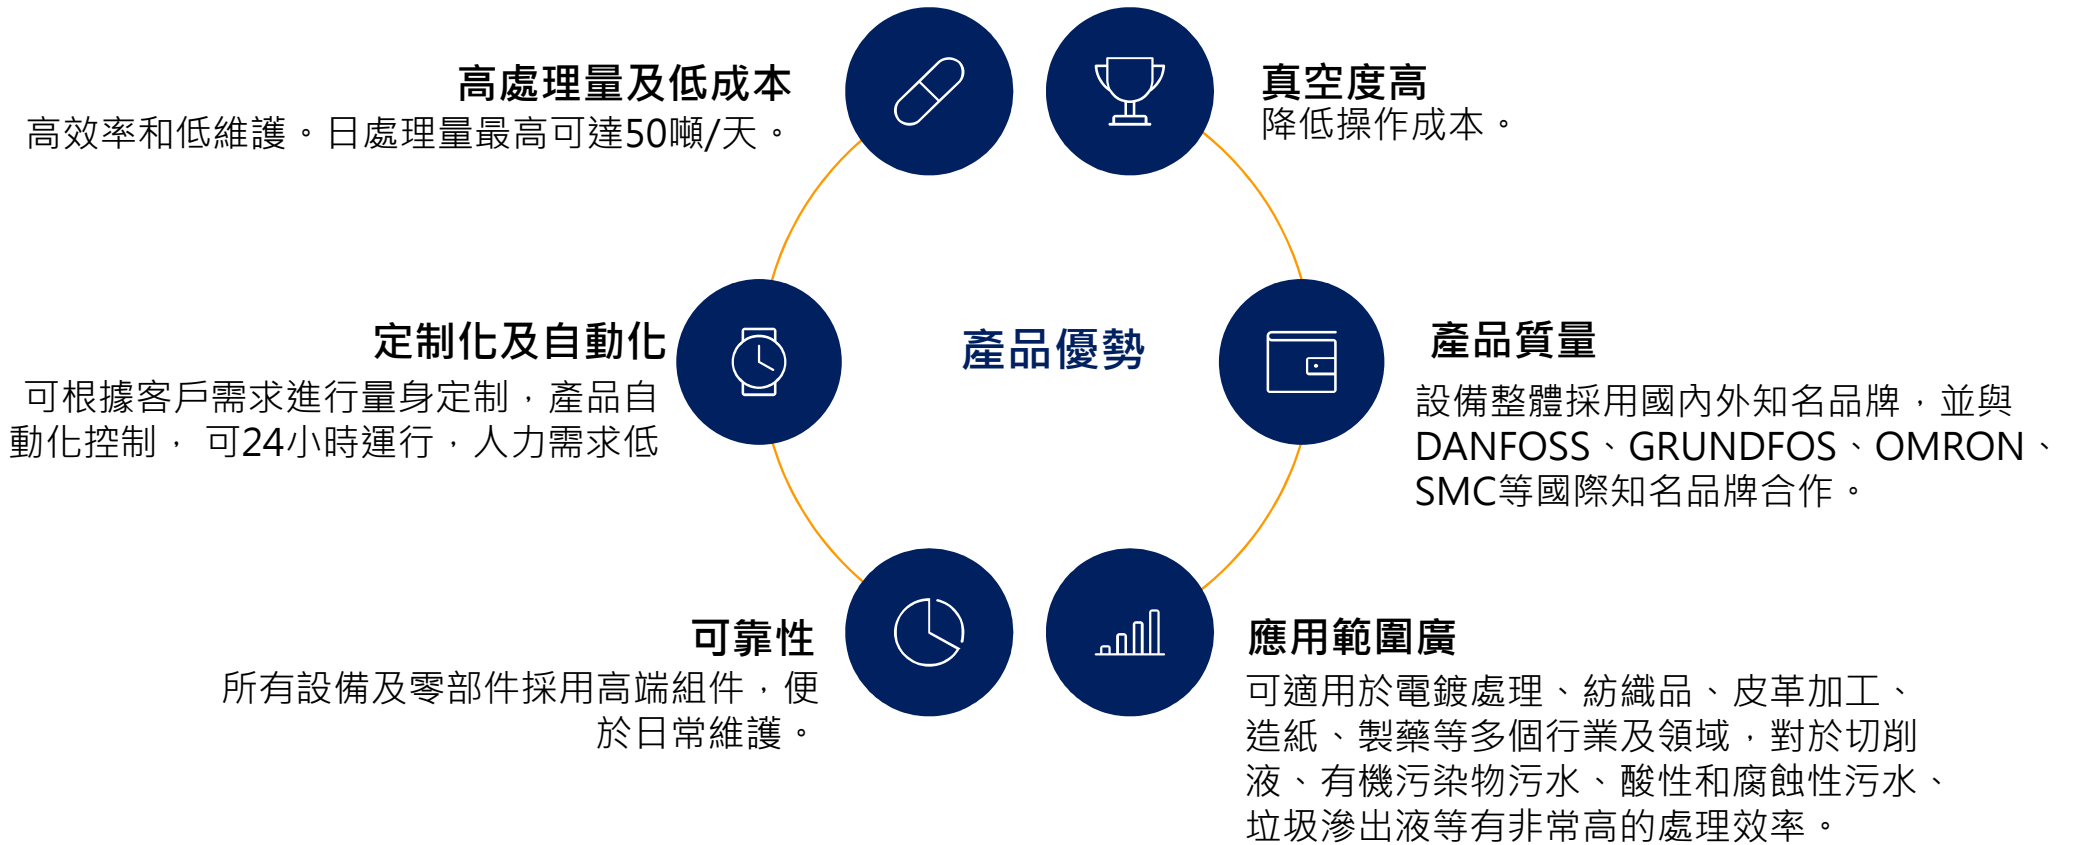 高處理量及低成本
高效率和低維護。日處理量最高可達50噸/天。
真空度高
降低操作成本。
定制化及自動化
可根據客戶需求進行量身定制，產品自
動化控制， 可24小時運行，人力需求低
產品優勢
產品質量
設備整體採用國內外知名品牌，並與
DANFOSS、GRUNDFOS、OMRON、
SMC等國際知名品牌合作。
可靠性
所有設備及零部件採用高端組件，便
於日常維護。
應用範圍廣
可適用於電鍍處理、紡織品、皮革加工、
造紙、製藥等多個行業及領域，對於切削
液、有機污染物污水、酸性和腐蝕性污水、
垃圾滲出液等有非常高的處理效率。